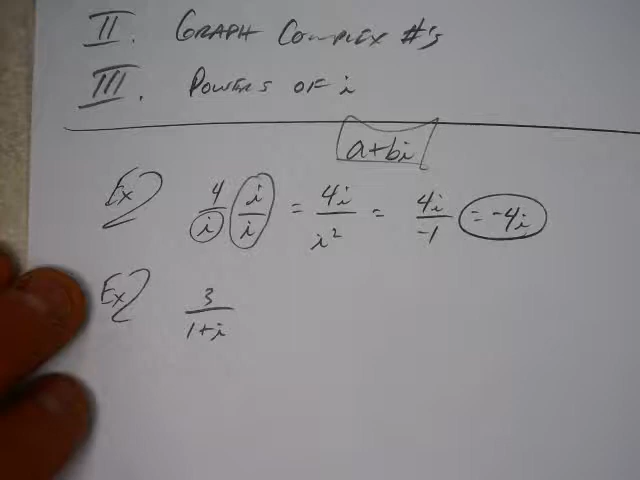 II. GRAPH COMPLEX #'s
III. POWERS OF i
a+bi
Ex) 4/i (i/i) = 4i/i² = 4i/-1 = -4i
Ex) 3/(1+i)